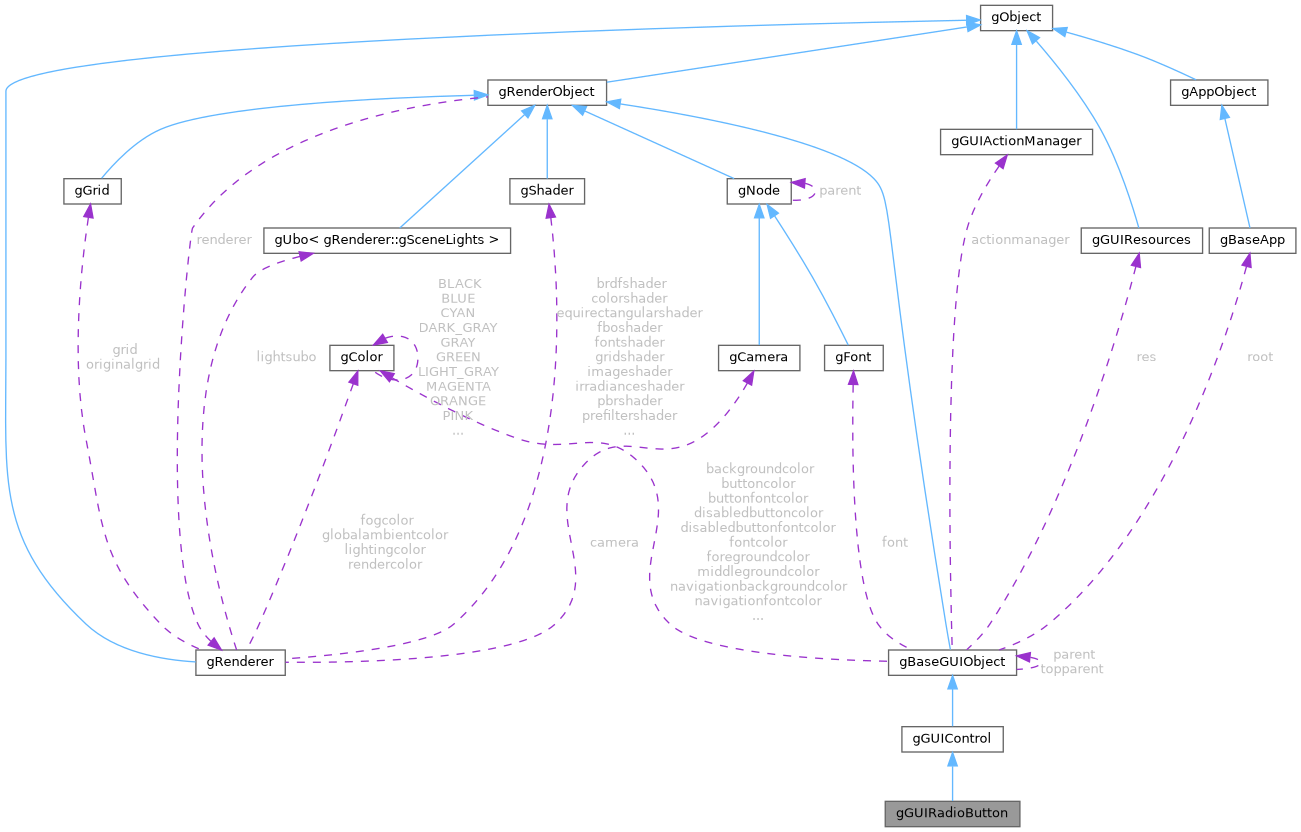 gObject
gRenderObject
gAppObject
gGUIActionManager
gGrid
gShader
gNode
parent
renderer
gUbo< gRenderer::gSceneLights >
actionmanager
gGUIResources
gBaseApp
BLACK
BLUE
CYAN
DARK_GRAY
GRAY
GREEN
LIGHT_GRAY
MAGENTA
ORANGE
PINK
...
brdfshader
colorshader
equirectangularshader
fboshader
fontshader
gridshader
imageshader
irradianceshader
pbrshader
prefiltershader
...
grid
originalgrid
lightsubo
gColor
gCamera
gFont
res
root
backgroundcolor
buttoncolor
buttonfontcolor
disabledbuttoncolor
disabledbuttonfontcolor
fontcolor
foregroundcolor
middlegroundcolor
navigationbackgroundcolor
navigationfontcolor
...
fogcolor
globalambientcolor
lightingcolor
rendercolor
camera
font
gRenderer
gBaseGUIObject
parent
topparent
gGUIControl
gGUIRadioButton